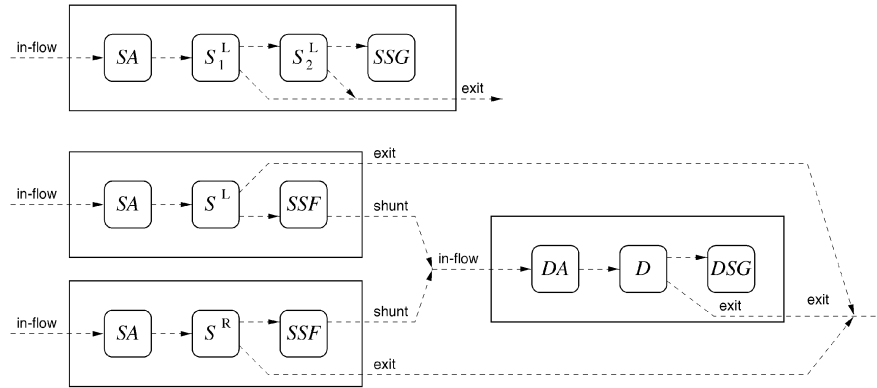 in-flow SA S₁ᴸ S₂ᴸ SSG
exit
exit
in-flow SA Sᴸ SSF shunt
in-flow DA D DSG
exit exit
in-flow SA Sᴿ SSF shunt
exit